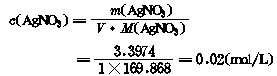 c(AgNO₃) = m(AgNO₃) / V • M(AgNO₃)
= 3.3974 / 1×169.868 = 0.02(mol/L)